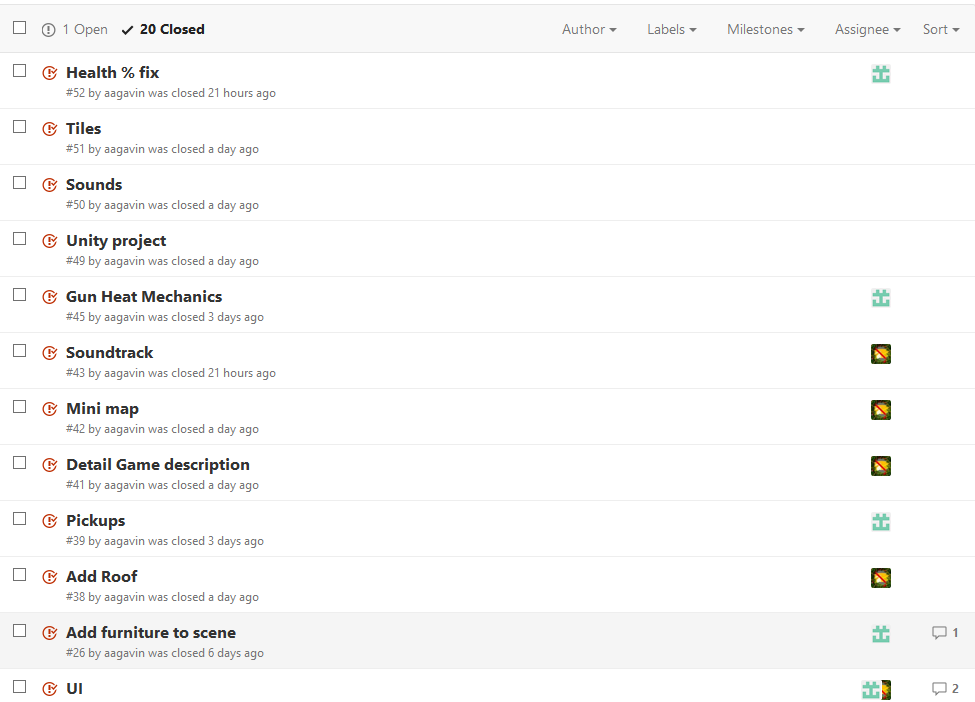 1 Open 20 Closed Author Labels Milestones Assignee Sort
Health % fix
#52 by aagavin was closed 21 hours ago
Tiles
#51 by aagavin was closed a day ago
Sounds
#50 by aagavin was closed a day ago
Unity project
#49 by aagavin was closed a day ago
Gun Heat Mechanics
#45 by aagavin was closed 3 days ago
Soundtrack
#43 by aagavin was closed 21 hours ago
Mini map
#42 by aagavin was closed a day ago
Detail Game description
#41 by aagavin was closed a day ago
Pickups
#39 by aagavin was closed 3 days ago
Add Roof
#38 by aagavin was closed a day ago
Add furniture to scene 1
#26 by aagavin was closed 6 days ago
UI 2